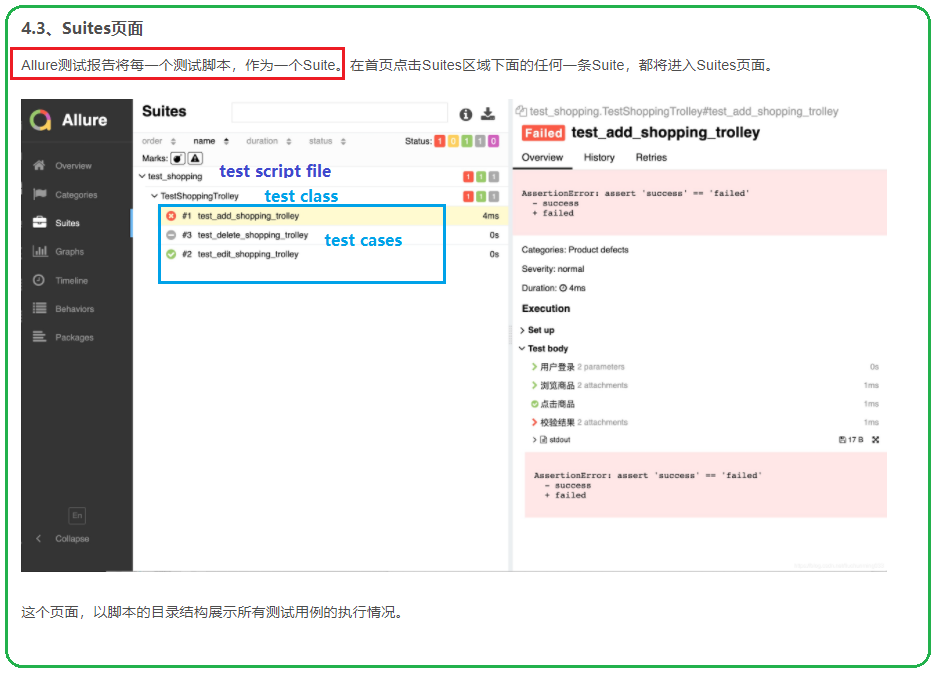 4.3、Suites页面
Allure测试报告将每一个测试脚本，作为一个Suite。在首页点击Suites区域下面的任何一条Suite，都将进入Suites页面。
Allure
Overview
Categories
Suites
Graphs
Timeline
Behaviors
Packages
En
Collapse
Suites
order name duration status Status: 1 0 1 1 0
Marks:
test_shopping 1 1 1
test script file
TestShoppingTrolley 1 1 1
test class
#1 test_add_shopping_trolley 4ms
#3 test_delete_shopping_trolley 0s
test cases
#2 test_edit_shopping_trolley 0s
test_shopping.TestShoppingTrolley#test_add_shopping_trolley
Failed test_add_shopping_trolley
Overview History Retries
AssertionError: assert 'success' == 'failed'
- success
+ failed
Categories: Product defects
Severity: normal
Duration: 4ms
Execution
Set up
Test body
用户登录 2 parameters 0s
浏览商品 2 attachments 1ms
点击商品 1ms
校验结果 2 attachments 1ms
stdout 17 B
AssertionError: assert 'success' == 'failed'
- success
+ failed
这个页面，以脚本的目录结构展示所有测试用例的执行情况。